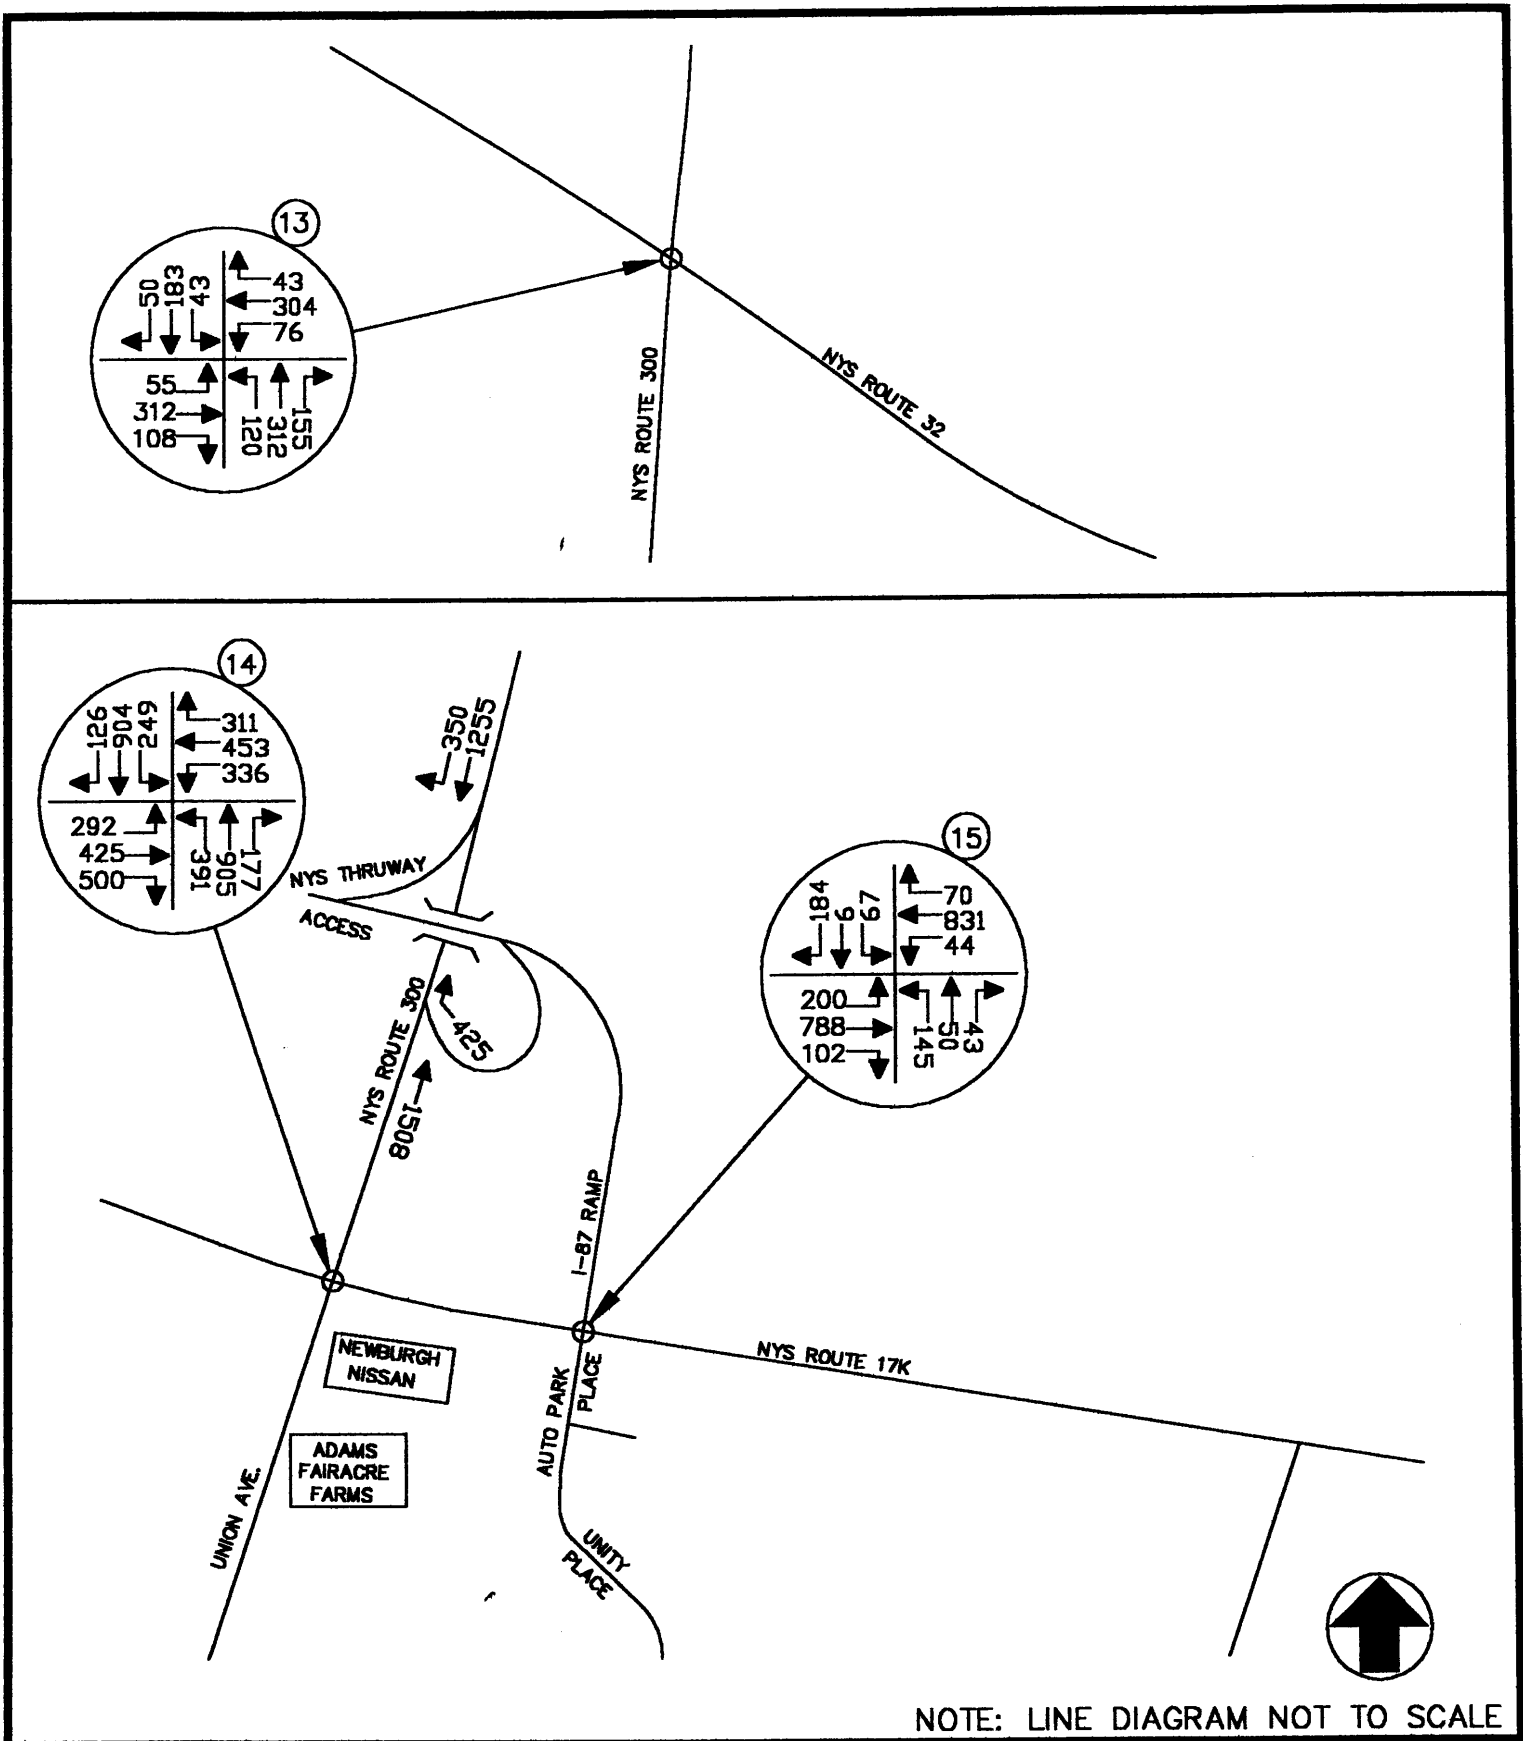 13
50
183
43
43
304
76
55
312
108
120
312
155
NYS ROUTE 300
NYS ROUTE 32
14
126
904
249
311
453
336
292
425
500
391
905
177
350
1255
NYS THRUWAY
ACCESS
NYS ROUTE 300
425
1508
15
184
6
67
70
831
44
200
788
102
145
50
43
I-87 RAMP
NYS ROUTE 17K
NEWBURGH
NISSAN
AUTO PARK
PLACE
ADAMS
FAIRACRE
FARMS
UNION AVE.
UNITY
PLACE
NOTE: LINE DIAGRAM NOT TO SCALE